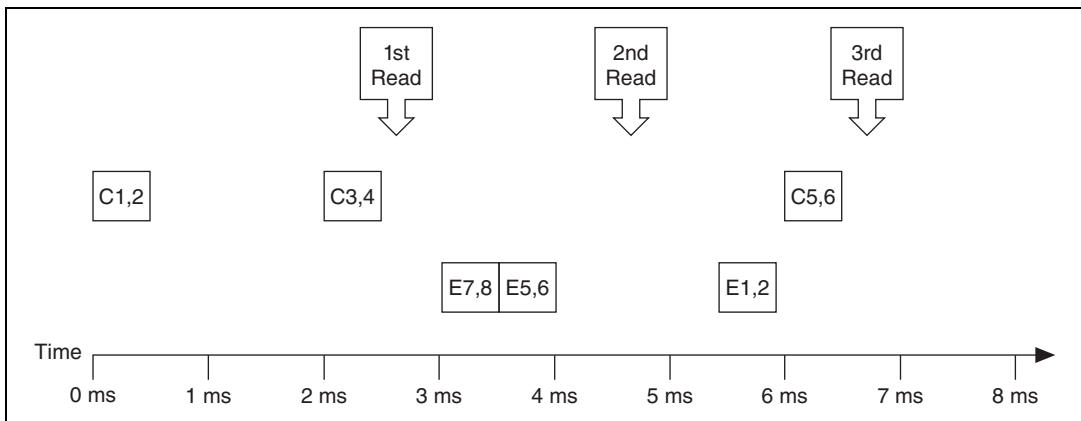 1st
Read
2nd
Read
3rd
Read
C1,2
C3,4
C5,6
E7,8
E5,6
E1,2
Time
0 ms
1 ms
2 ms
3 ms
4 ms
5 ms
6 ms
7 ms
8 ms